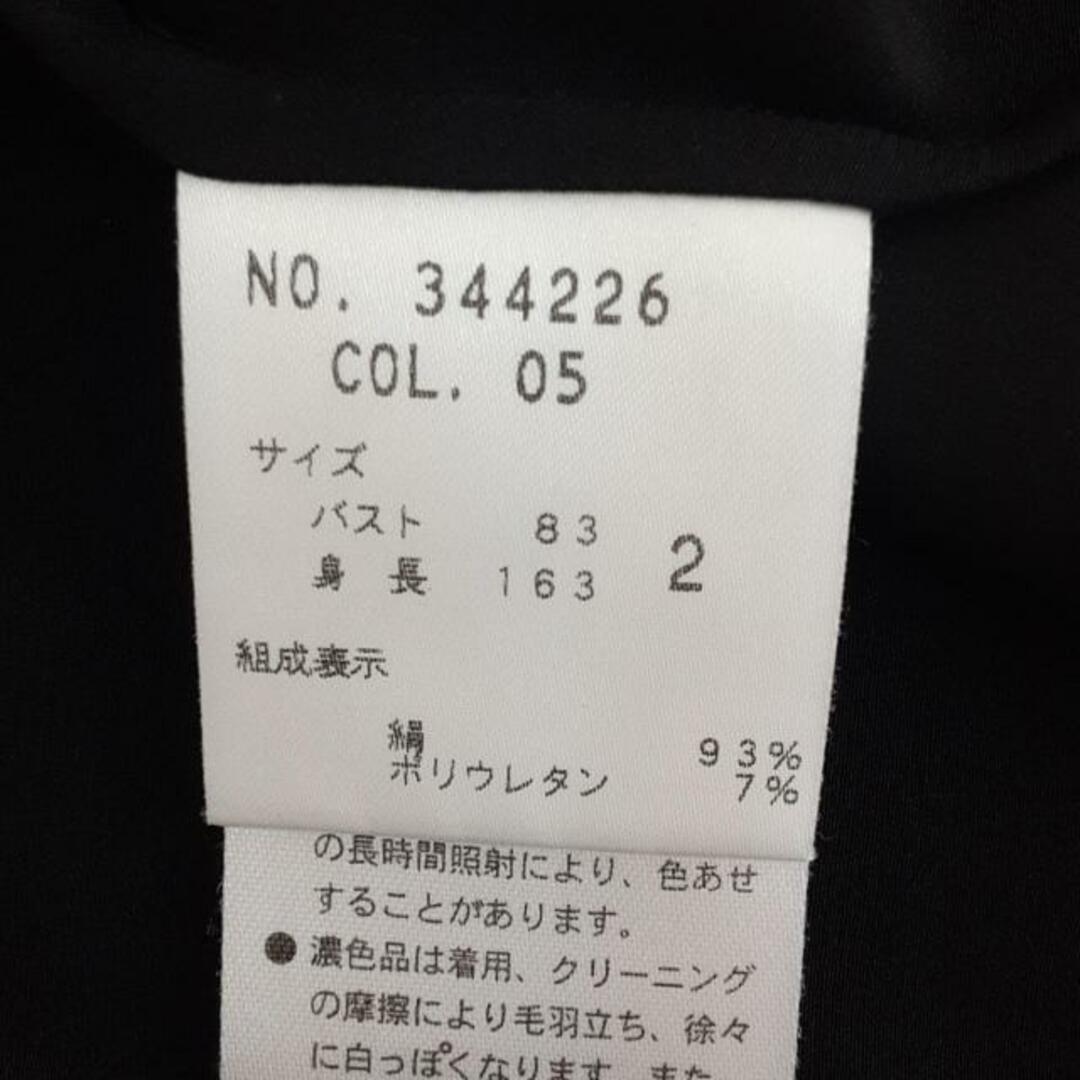 NO. 344226
COL. 05
サイズ
バスト 83
身長 163 2
組成表示
絹 93%
ポリウレタン 7%
の長時間照射により、色あせ
することがあります。
● 濃色品は着用、クリーニング
の摩擦により毛羽立ち、徐々
に白っぽくなります。また